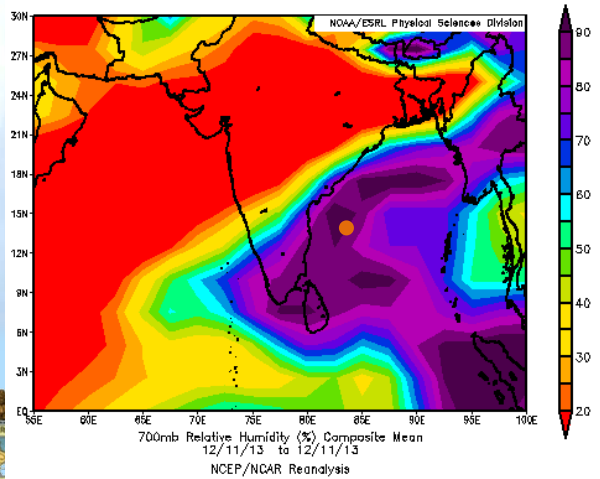 NOAA/ESRL Physical Sciences Division
30N
27N
24N
21N
18N
15N
12N
9N
6N
3N
EQ
55E 60E 65E 70E 75E 80E 85E 90E 95E 100E
90
80
70
60
50
40
30
20
700mb Relative Humidity (%) Composite Mean
12/11/13 to 12/11/13
NCEP/NCAR Reanalysis